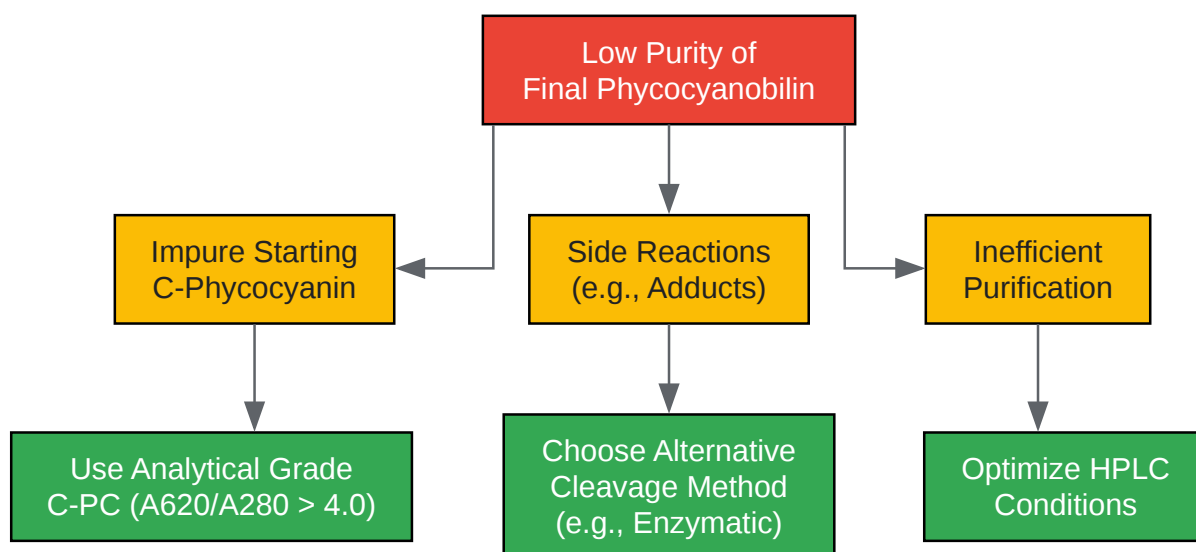 Low Purity of
Final Phycocyanobilin
Impure Starting
C-Phycocyanin
Side Reactions
(e.g., Adducts)
Inefficient
Purification
Use Analytical Grade
C-PC (A620/A280 > 4.0)
Choose Alternative
Cleavage Method
(e.g., Enzymatic)
Optimize HPLC
Conditions